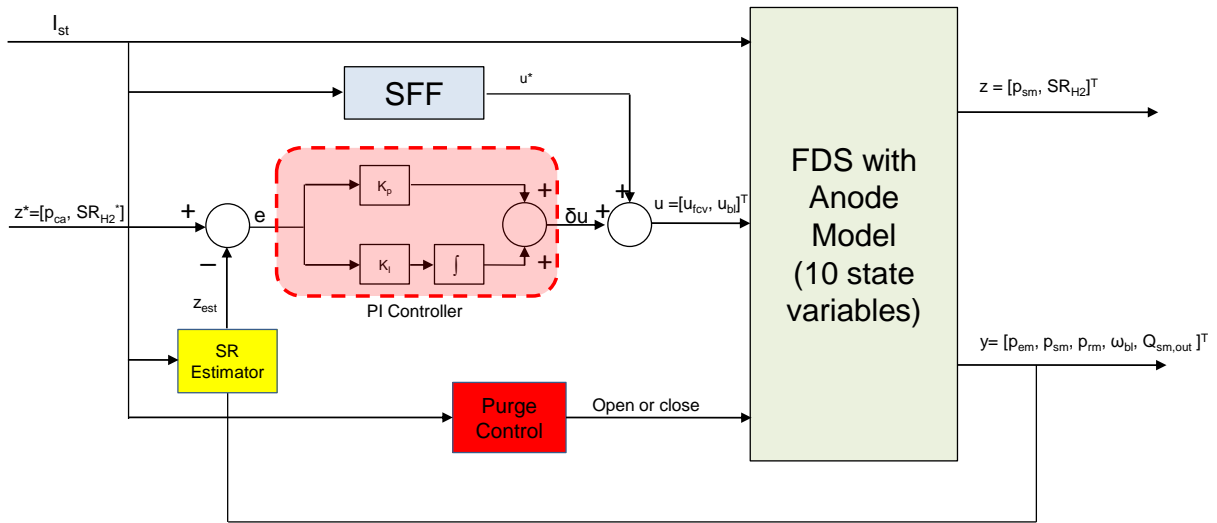 I_st
SFF
u*
z = [p_sm, SR_H2]^T
FDS with
Anode
Model
(10 state
variables)
K_p
+
+
z*=[p_ca, SR_H2^*]
+
e
δu
+
+
u =[u_fcv, u_bl]^T
−
K_I
∫
+
z_est
PI Controller
SR
Estimator
y= [p_em, p_sm, p_rm, ω_bl, Q_sm,out ]^T
Purge
Control
Open or close